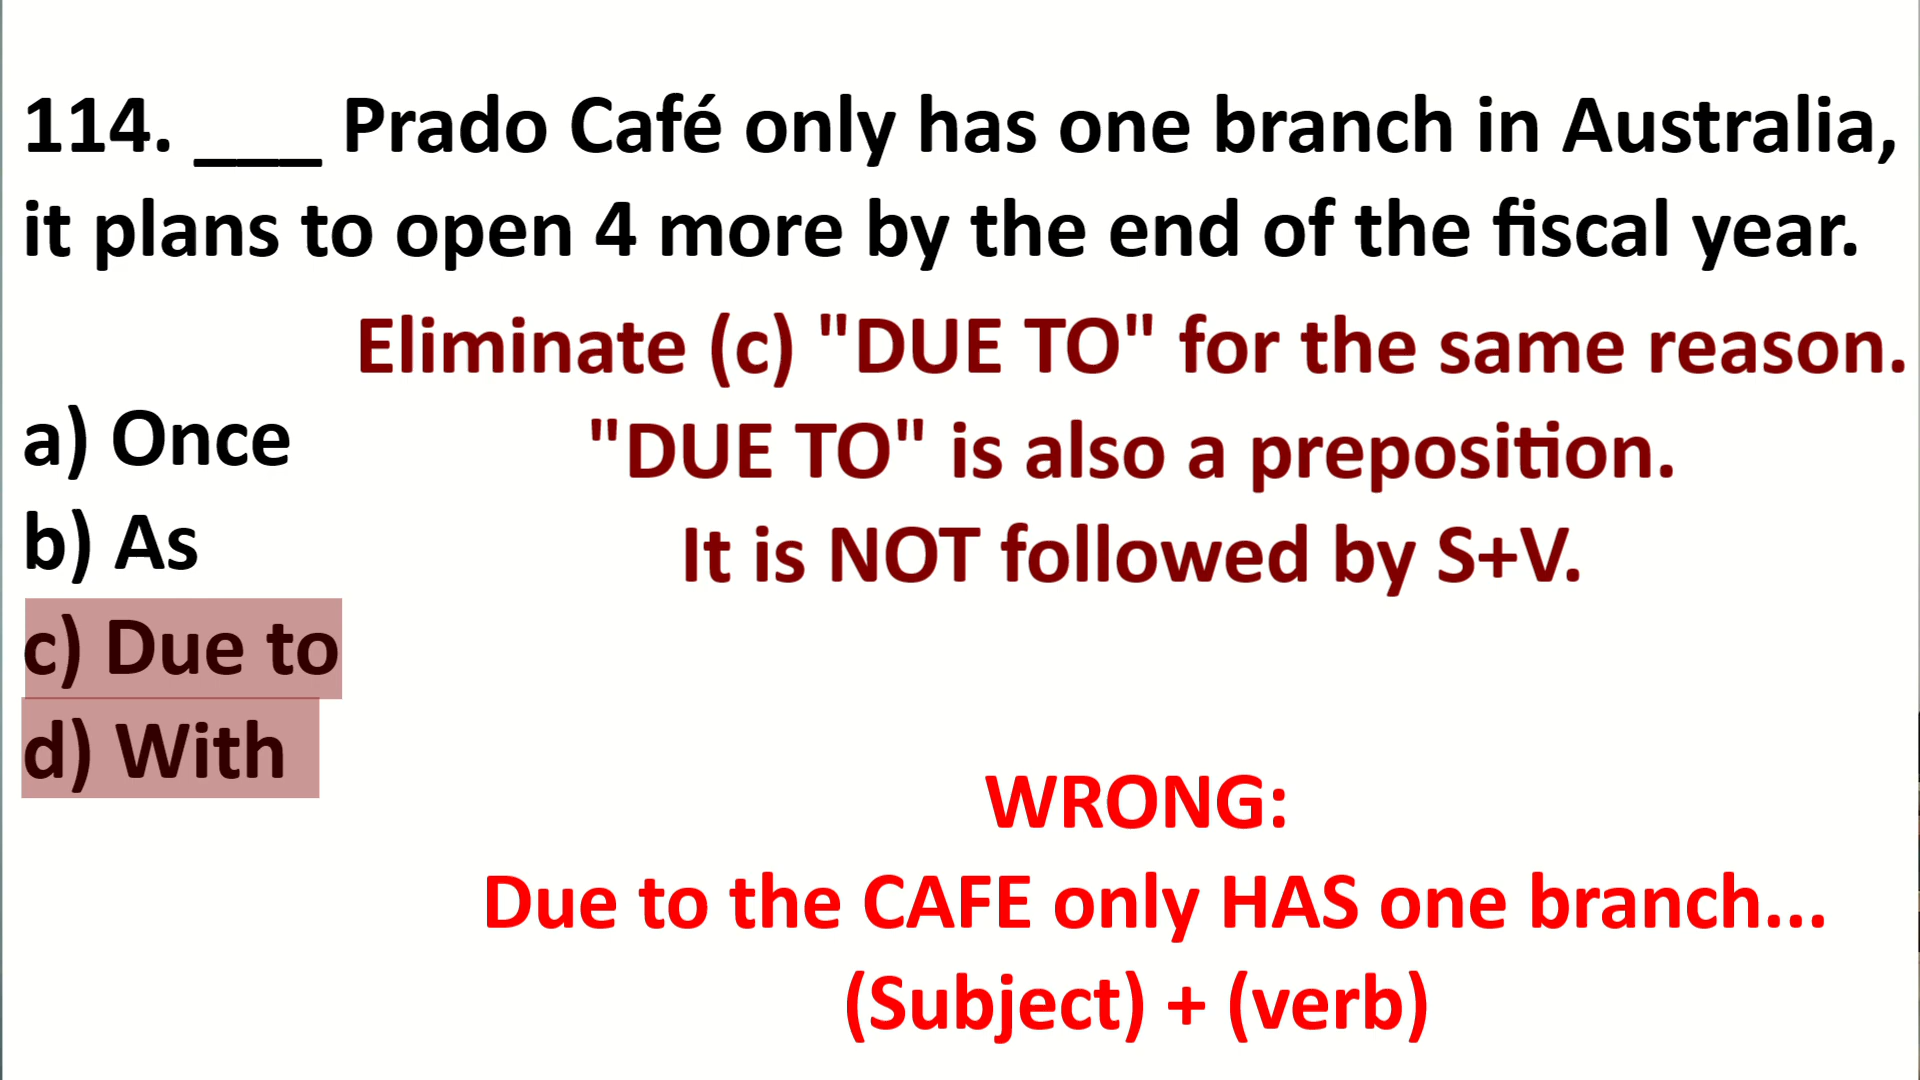 114. ___ Prado Café only has one branch in Australia,
it plans to open 4 more by the end of the fiscal year.
Eliminate (c) "DUE TO" for the same reason.
a) Once
"DUE TO" is also a preposition.
b) As
It is NOT followed by S+V.
c) Due to
d) With
WRONG:
Due to the CAFE only HAS one branch...
(Subject) + (verb)